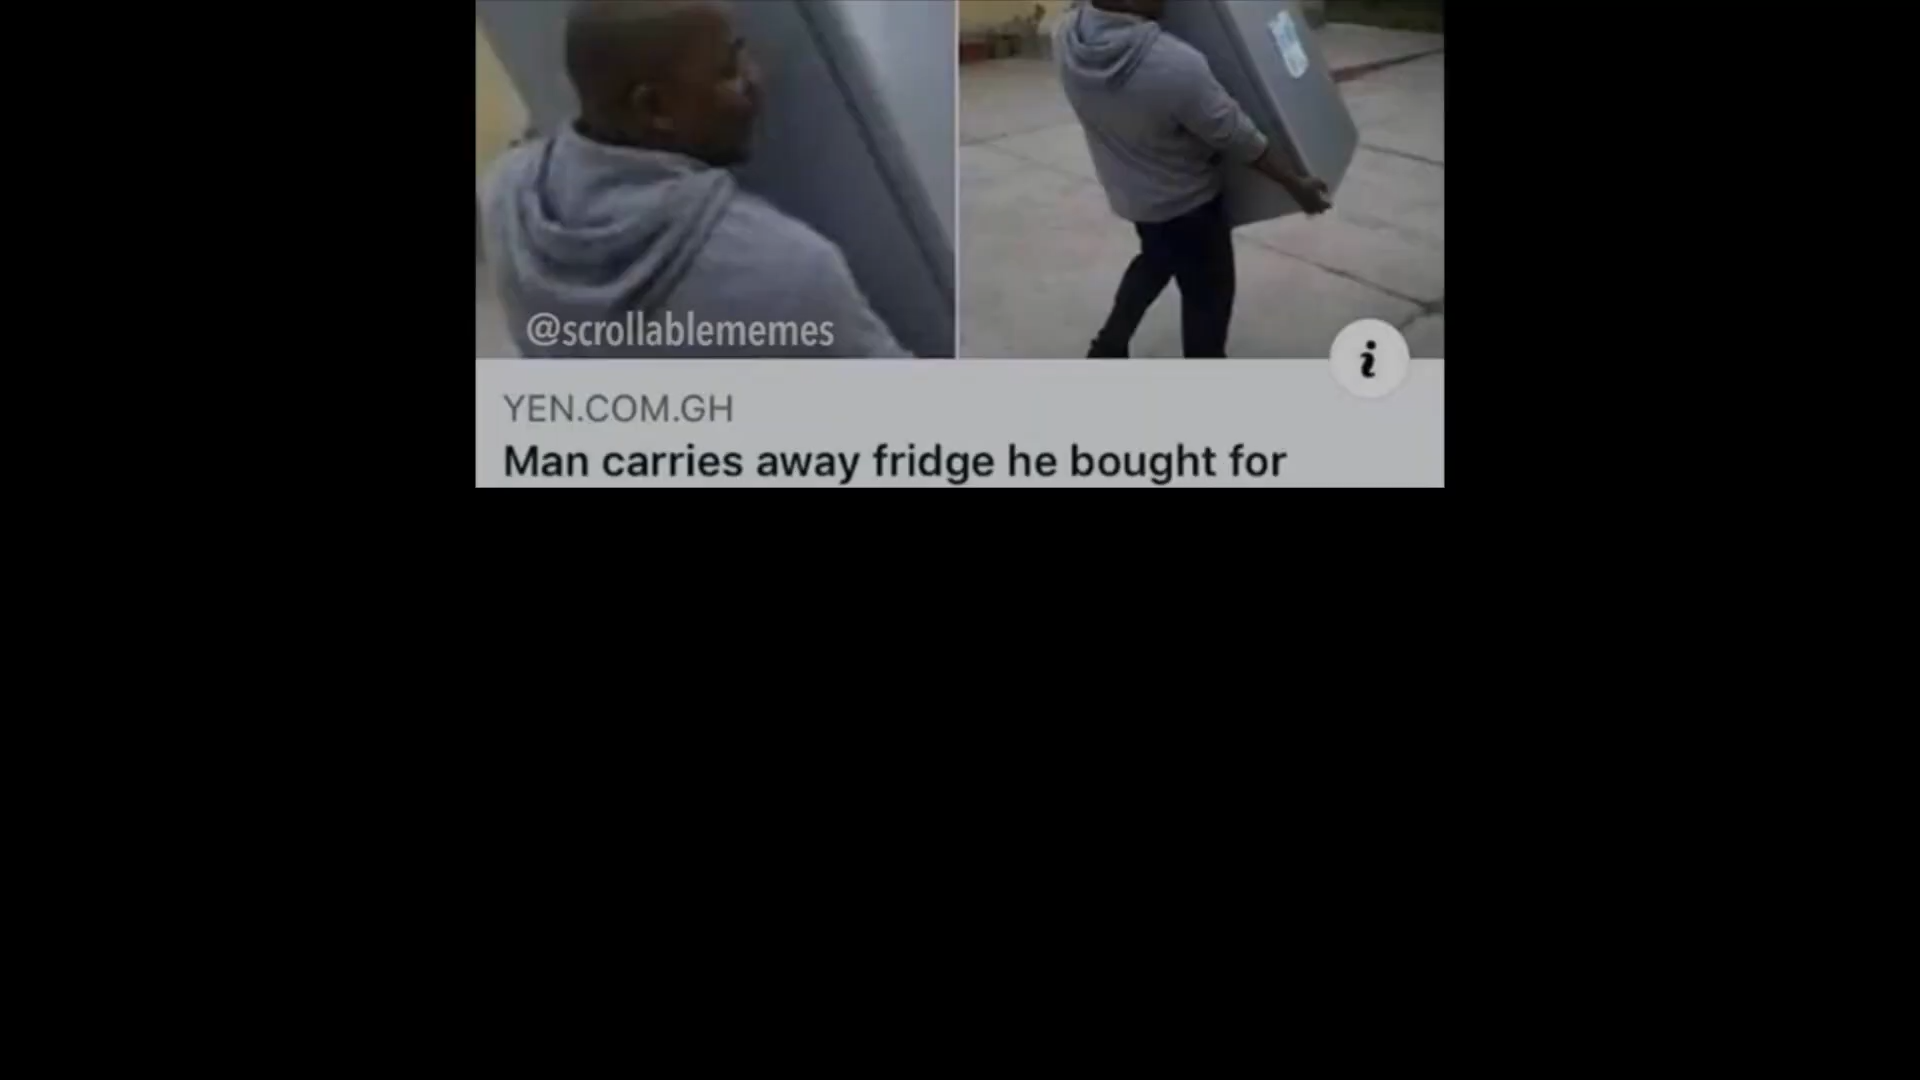 @scrollablememes
i
YEN.COM.GH
Man carries away fridge he bought for